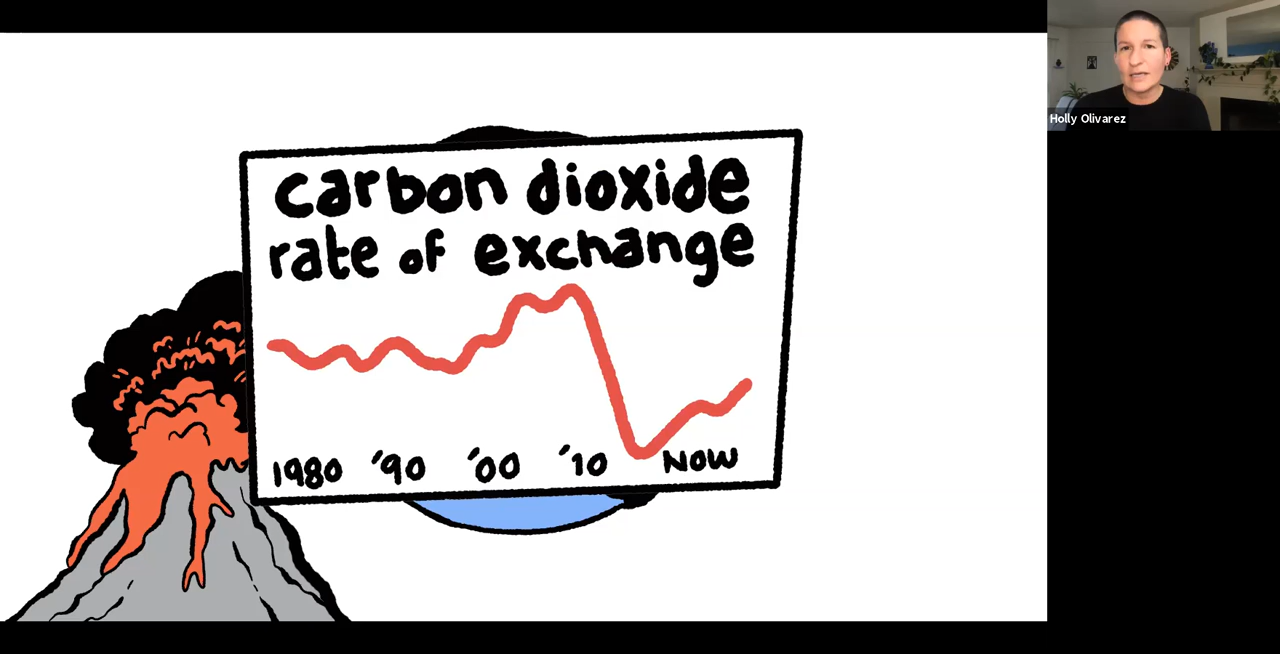 carbon dioxide
rate of exchange
1980 '90 '00 '10 NOW
Holly Olivarez